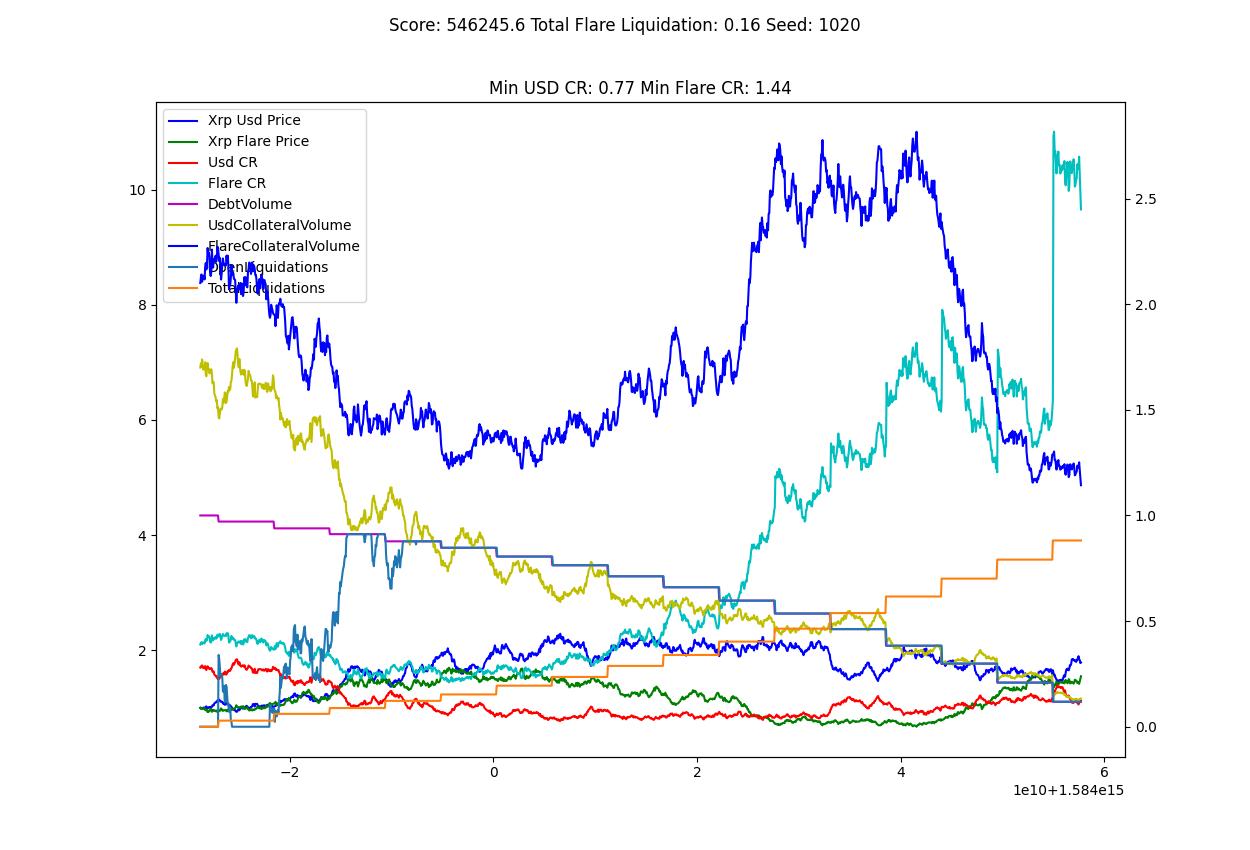 Score: 546245.6 Total Flare Liquidation: 0.16 Seed: 1020
Min USD CR: 0.77 Min Flare CR: 1.44
Xrp Usd Price
Xrp Flare Price
Usd CR
Flare CR
DebtVolume
UsdCollateralVolume
FlareCollateralVolume
OpenLiquidations
TotalLiquidations
10
8
6
4
2
2.5
2.0
1.5
1.0
0.5
0.0
−2
0
2
4
6
1e10+1.584e15